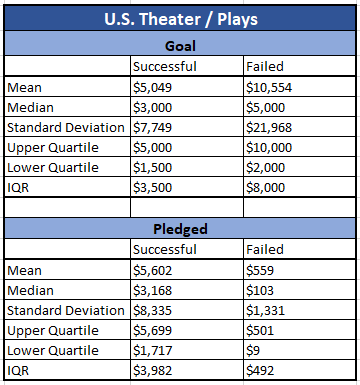 U.S. Theater / Plays
Goal
Successful Failed
Mean $5,049 $10,554
Median $3,000 $5,000
Standard Deviation $7,749 $21,968
Upper Quartile $5,000 $10,000
Lower Quartile $1,500 $2,000
IQR $3,500 $8,000
Pledged
Successful Failed
Mean $5,602 $559
Median $3,168 $103
Standard Deviation $8,335 $1,331
Upper Quartile $5,699 $501
Lower Quartile $1,717 $9
IQR $3,982 $492